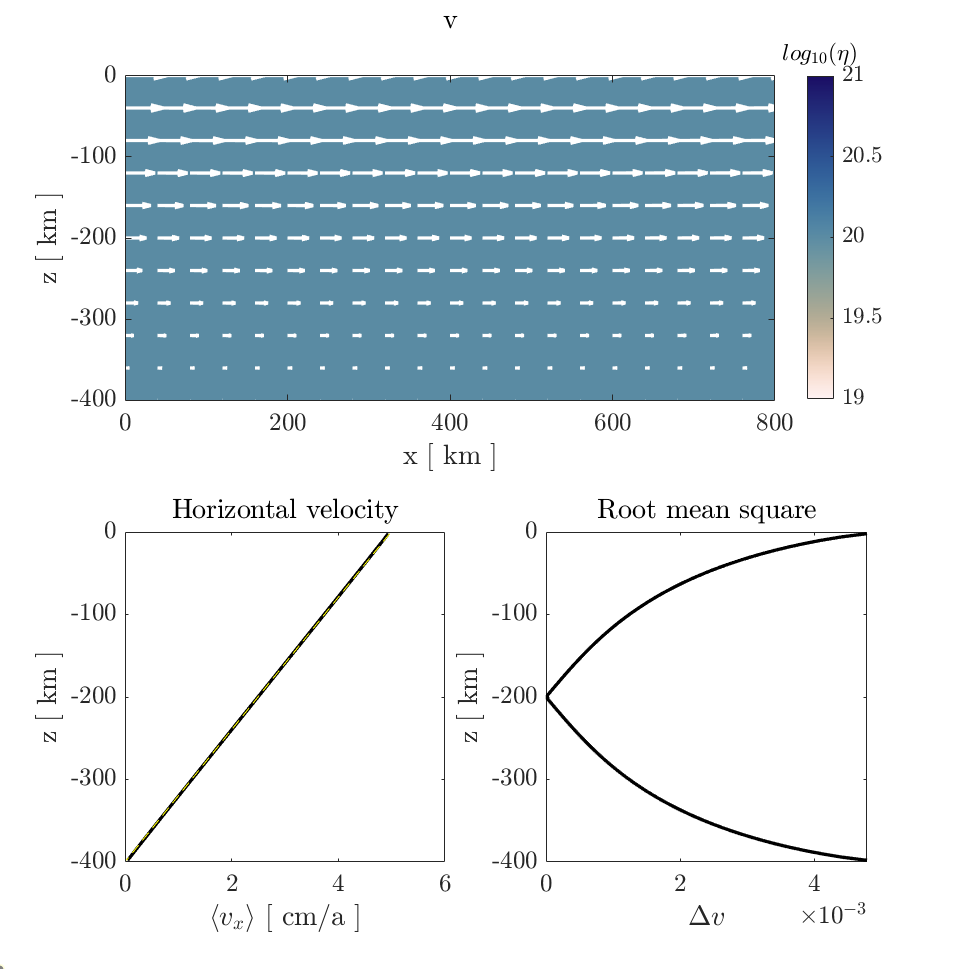 v
log10(η)
0
-100
-200
-300
-400
z [ km ]
0 200 400 600 800
x [ km ]
21
20.5
20
19.5
19
Horizontal velocity
0
-100
-200
-300
-400
z [ km ]
0 2 4 6
⟨vx⟩ [ cm/a ]
Root mean square
0
-100
-200
-300
-400
z [ km ]
0 2 4
Δv ×10⁻³